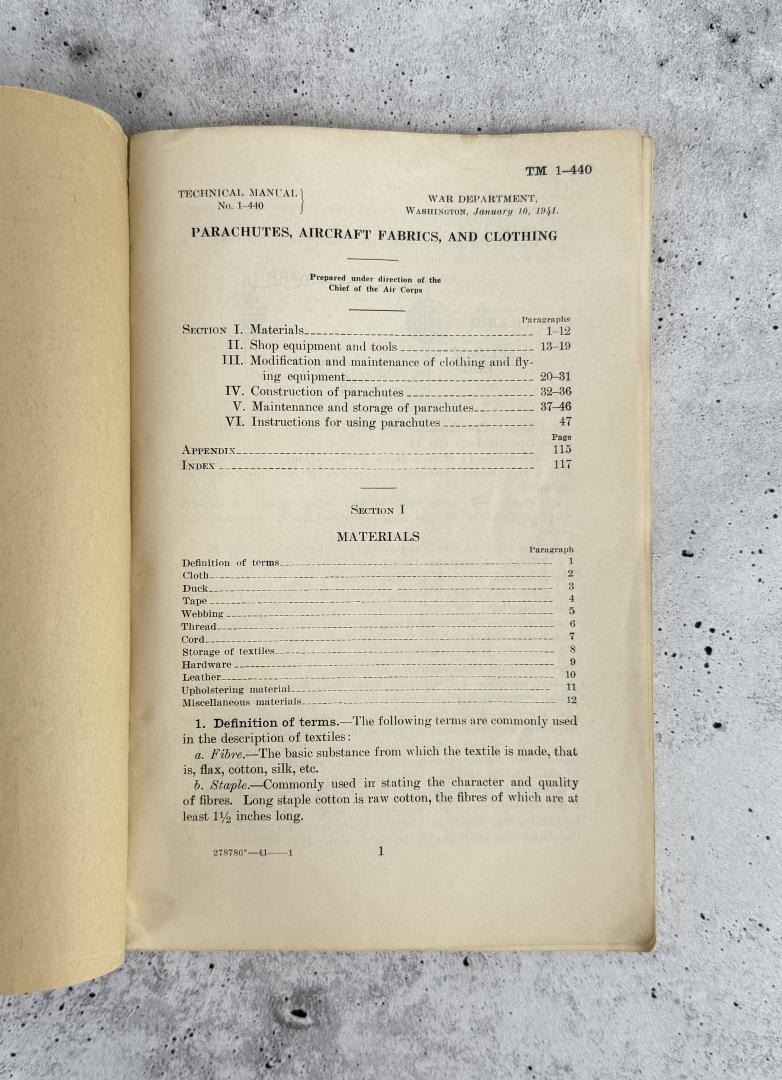 TM 1–440
TECHNICAL MANUAL }
No. 1–440
WAR DEPARTMENT,
WASHINGTON, January 10, 1941.
PARACHUTES, AIRCRAFT FABRICS, AND CLOTHING
Prepared under direction of the
Chief of the Air Corps
Paragraphs
SECTION I. Materials 1–12
II. Shop equipment and tools 13–19
III. Modification and maintenance of clothing and fly-
ing equipment 20–31
IV. Construction of parachutes 32–36
V. Maintenance and storage of parachutes 37–46
VI. Instructions for using parachutes 47
Page
APPENDIX 115
INDEX 117
SECTION I
MATERIALS
Paragraph
Definition of terms 1
Cloth 2
Duck 3
Tape 4
Webbing 5
Thread 6
Cord 7
Storage of textiles 8
Hardware 9
Leather 10
Upholstering material 11
Miscellaneous materials 12
1. Definition of terms.—The following terms are commonly used
in the description of textiles:
a. Fibre.—The basic substance from which the textile is made, that
is, flax, cotton, silk, etc.
b. Staple.—Commonly used in stating the character and quality
of fibres. Long staple cotton is raw cotton, the fibres of which are at
least 1½ inches long.
278786°—41——1
1